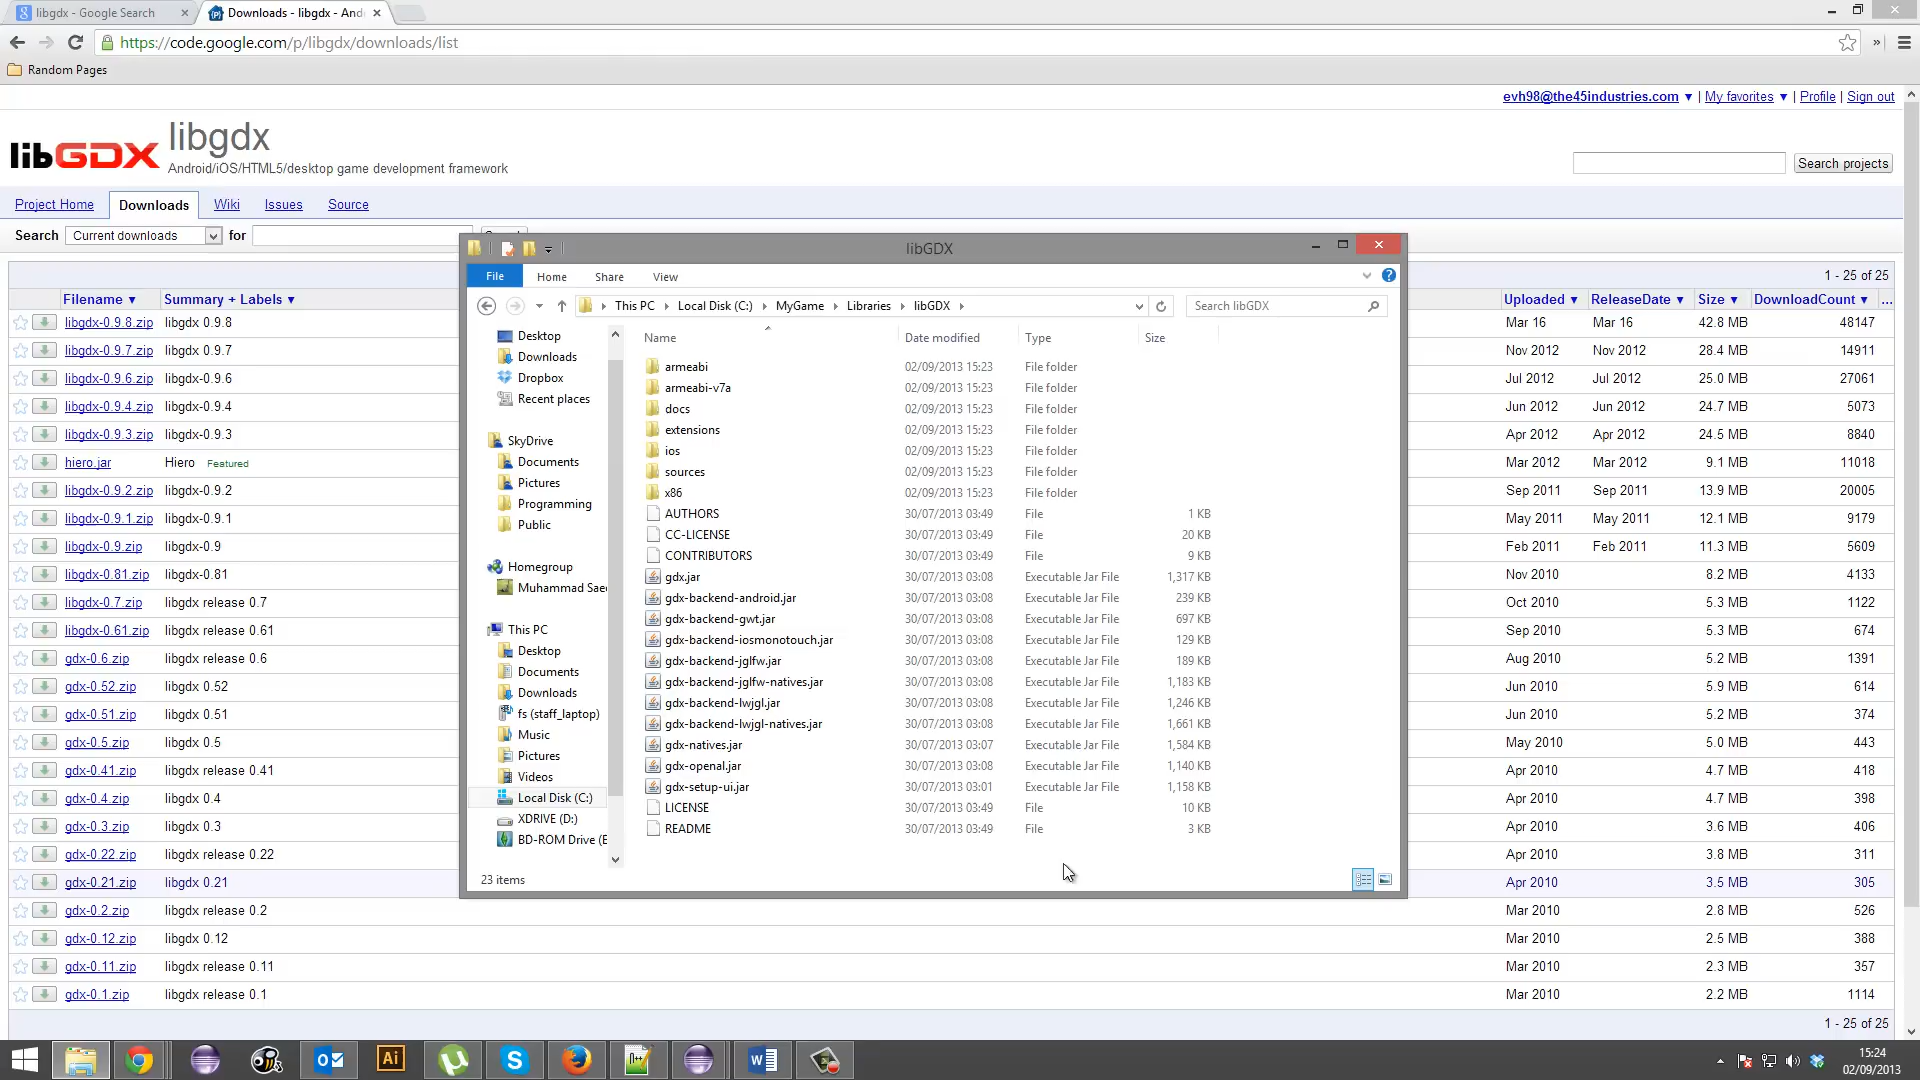 libgdx - Google Search
Downloads - libgdx - And
https://code.google.com/p/libgdx/downloads/list
Random Pages
evh98@the45industries.com ▼ | My favorites ▼ | Profile | Sign out
libGDX
libgdx
Android/iOS/HTML5/desktop game development framework
Search projects
Project Home Downloads Wiki Issues Source
Search Current downloads for
1 - 25 of 25
Filename ▼ Summary + Labels ▼ Uploaded ▼ ReleaseDate ▼ Size ▼ DownloadCount ▼ ...
libgdx-0.9.8.zip libgdx 0.9.8 Mar 16 Mar 16 42.8 MB 48147
libgdx-0.9.7.zip libgdx 0.9.7 Nov 2012 Nov 2012 28.4 MB 14911
libgdx-0.9.6.zip libgdx-0.9.6 Jul 2012 Jul 2012 25.0 MB 27061
libgdx-0.9.4.zip libgdx-0.9.4 Jun 2012 Jun 2012 24.7 MB 5073
libgdx-0.9.3.zip libgdx-0.9.3 Apr 2012 Apr 2012 24.5 MB 8840
hiero.jar Hiero Featured Mar 2012 Mar 2012 9.1 MB 11018
libgdx-0.9.2.zip libgdx-0.9.2 Sep 2011 Sep 2011 13.9 MB 20005
libgdx-0.9.1.zip libgdx-0.9.1 May 2011 May 2011 12.1 MB 9179
libgdx-0.9.zip libgdx-0.9 Feb 2011 Feb 2011 11.3 MB 5609
libgdx-0.81.zip libgdx-0.81 Nov 2010 8.2 MB 4133
libgdx-0.7.zip libgdx release 0.7 Oct 2010 5.3 MB 1122
libgdx-0.61.zip libgdx release 0.61 Sep 2010 5.3 MB 674
gdx-0.6.zip libgdx release 0.6 Aug 2010 5.2 MB 1391
gdx-0.52.zip libgdx 0.52 Jun 2010 5.9 MB 614
gdx-0.51.zip libgdx 0.51 Jun 2010 5.2 MB 374
gdx-0.5.zip libgdx 0.5 May 2010 5.0 MB 443
gdx-0.41.zip libgdx release 0.41 Apr 2010 4.7 MB 418
gdx-0.4.zip libgdx 0.4 Apr 2010 4.7 MB 398
gdx-0.3.zip libgdx 0.3 Apr 2010 3.6 MB 406
gdx-0.22.zip libgdx release 0.22 Apr 2010 3.8 MB 311
gdx-0.21.zip libgdx 0.21 Apr 2010 3.5 MB 305
gdx-0.2.zip libgdx release 0.2 Mar 2010 2.8 MB 526
gdx-0.12.zip libgdx 0.12 Mar 2010 2.5 MB 388
gdx-0.11.zip libgdx release 0.11 Mar 2010 2.3 MB 357
gdx-0.1.zip libgdx release 0.1 Mar 2010 2.2 MB 1114
1 - 25 of 25
libGDX
File Home Share View
This PC Local Disk (C:) MyGame Libraries libGDX
Search libGDX
Desktop
Downloads
Dropbox
Recent places
SkyDrive
Documents
Pictures
Programming
Public
Homegroup
Muhammad Sae
This PC
Desktop
Documents
Downloads
fs (staff_laptop)
Music
Pictures
Videos
Local Disk (C:)
XDRIVE (D:)
BD-ROM Drive (E
Name Date modified Type Size
armeabi 02/09/2013 15:23 File folder
armeabi-v7a 02/09/2013 15:23 File folder
docs 02/09/2013 15:23 File folder
extensions 02/09/2013 15:23 File folder
ios 02/09/2013 15:23 File folder
sources 02/09/2013 15:23 File folder
x86 02/09/2013 15:23 File folder
AUTHORS 30/07/2013 03:49 File 1 KB
CC-LICENSE 30/07/2013 03:49 File 20 KB
CONTRIBUTORS 30/07/2013 03:49 File 9 KB
gdx.jar 30/07/2013 03:08 Executable Jar File 1,317 KB
gdx-backend-android.jar 30/07/2013 03:08 Executable Jar File 239 KB
gdx-backend-gwt.jar 30/07/2013 03:08 Executable Jar File 697 KB
gdx-backend-iosmonotouch.jar 30/07/2013 03:08 Executable Jar File 129 KB
gdx-backend-jglfw.jar 30/07/2013 03:08 Executable Jar File 189 KB
gdx-backend-jglfw-natives.jar 30/07/2013 03:08 Executable Jar File 1,183 KB
gdx-backend-lwjgl.jar 30/07/2013 03:08 Executable Jar File 1,246 KB
gdx-backend-lwjgl-natives.jar 30/07/2013 03:08 Executable Jar File 1,661 KB
gdx-natives.jar 30/07/2013 03:07 Executable Jar File 1,584 KB
gdx-openal.jar 30/07/2013 03:08 Executable Jar File 1,140 KB
gdx-setup-ui.jar 30/07/2013 03:01 Executable Jar File 1,158 KB
LICENSE 30/07/2013 03:49 File 10 KB
README 30/07/2013 03:49 File 3 KB
23 items
15:24
02/09/2013